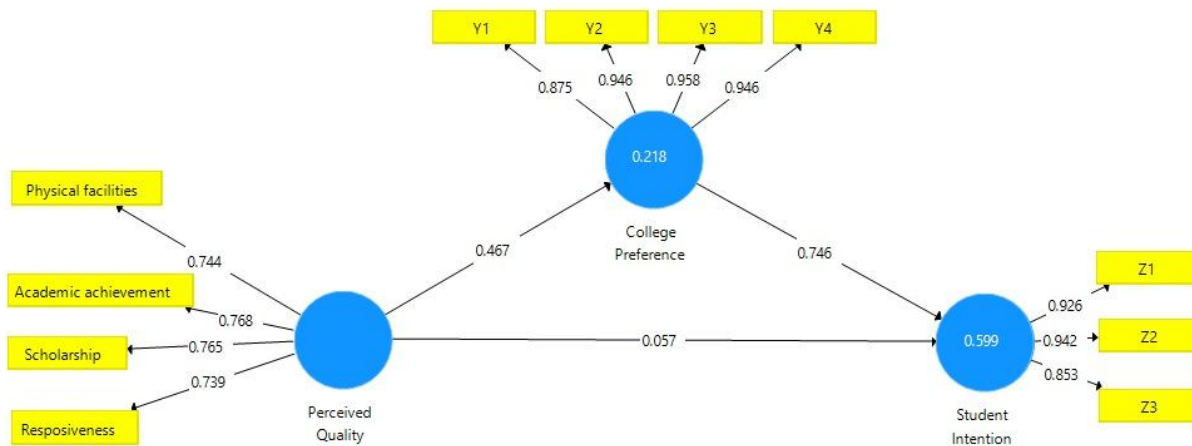 Y1
Y2
Y3
Y4
0.875
0.946
0.958
0.946
0.218
College
Preference
Physical facilities
Academic achievement
Scholarship
Resposiveness
0.744
0.768
0.765
0.739
Perceived
Quality
0.467
0.746
0.057
0.599
Student
Intention
0.926
0.942
0.853
Z1
Z2
Z3